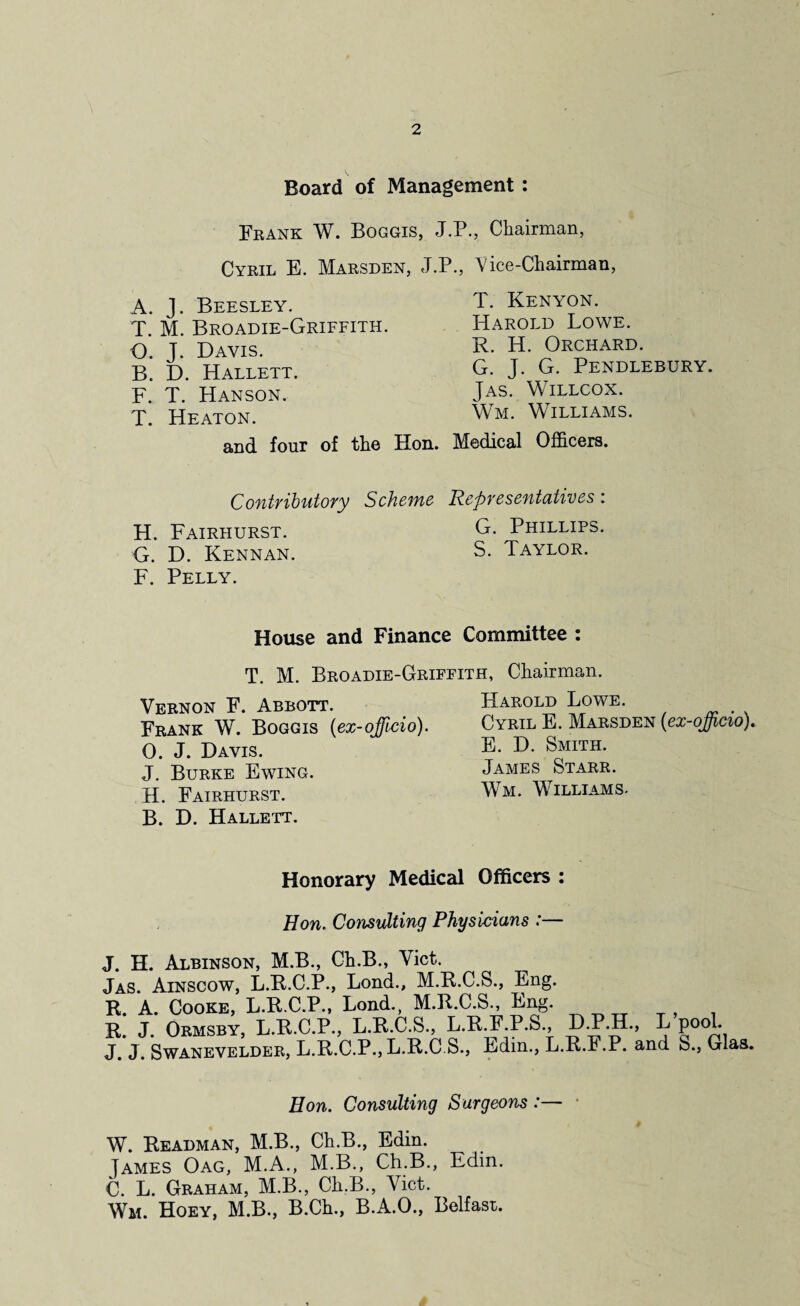 2
Board of Management :
Frank W. Boggis, J.P., Chairman,
Cyril E. Marsden, J.P., Vice-Chairman,
A. J. Beesley.
T. M. Broadie-Griffith.
O. J. Davis.
B. D. Hallett.
F. T. Hanson.
T. Heaton.
T. Kenyon.
Harold Lowe.
R. H. Orchard.
G. J. G. Pendlebury.
Jas. Willcox.
Wm. Williams.
and four of the Hon. Medical Officers.
Contributory Scheme Representatives :
H. Fairhurst.
G. D. Kennan.
F. Pelly.
G. Phillips.
S. Taylor.
House and Finance Committee :
T. M. Broadie-Griffith, Chairman.
Vernon F. Abbott.
Frank W. Boggis (ex-officio).
O. J. Davis.
J. Burke Ewing.
H. Fairhurst.
B. D. Hallett.
Harold Lowe.
Cyril E. Marsden (ex-officio).
E. D. Smith.
James Starr.
Wm. Williams.
Honorary Medical Officers :
Hon. Consulting Physicians :—
J. H. Albinson, M.B., Ch.B., Vict.
Jas. Ainscow, L.R.C.P., Lond., M.R.C.S., Eng.
R. A. Cooke, L.R.C.P., Lond., M.R.C.S., Eng.
R. J. Ormsby, L.R.C.P., L.R.C.S., L.R.F.P.S., D.P.H., L'pool.
J. J. Swanevelder, L.R.C.P., L.R.C.S., Edin., L.R.F.P. and S., Glas.
Hon. Consulting Surgeons :—
W. Readman, M.B., Ch.B., Edin.
James Oag, M.A., M.B., Ch.B., Edin.
C. L. Graham, M.B., Ch.B., Vict.
Wm. Hoey, M.B., B.Ch., B.A.O., Belfast.